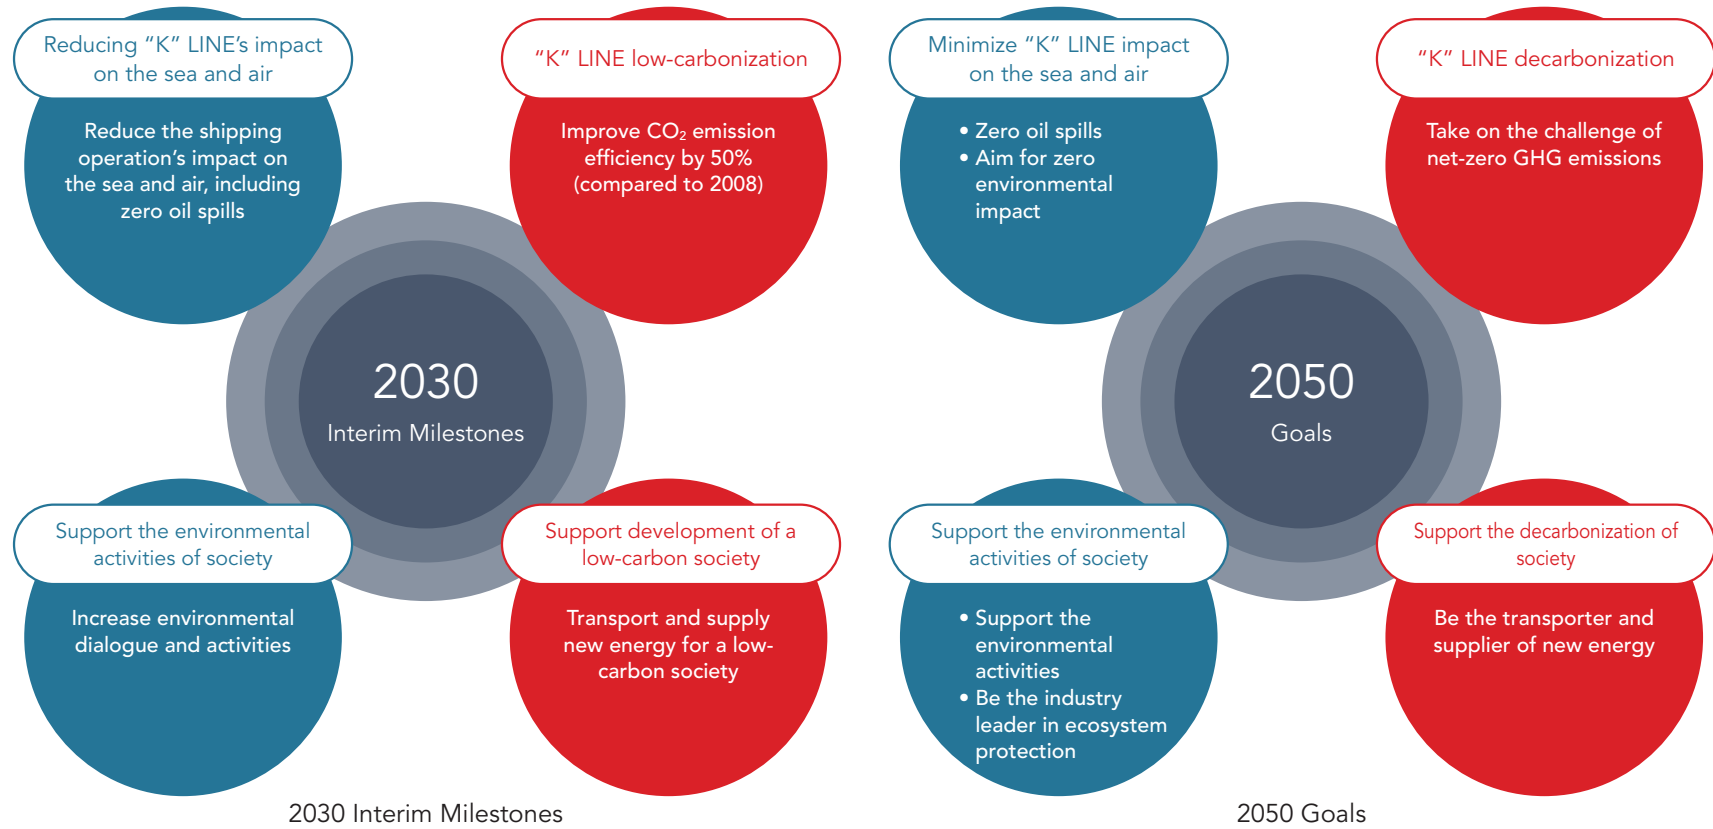 Reducing “K” LINE’s impact
on the sea and air
Reduce the shipping
operation’s impact on
the sea and air, including
zero oil spills
“K” LINE low-carbonization
Improve CO₂ emission
efficiency by 50%
(compared to 2008)
2030
Interim Milestones
Support the environmental
activities of society
Increase environmental
dialogue and activities
Support development of a
low-carbon society
Transport and supply
new energy for a low-
carbon society
2030 Interim Milestones
Minimize “K” LINE impact
on the sea and air
• Zero oil spills
• Aim for zero
environmental
impact
“K” LINE decarbonization
Take on the challenge of
net-zero GHG emissions
2050
Goals
Support the environmental
activities of society
• Support the
environmental
activities
• Be the industry
leader in ecosystem
protection
Support the decarbonization of
society
Be the transporter and
supplier of new energy
2050 Goals